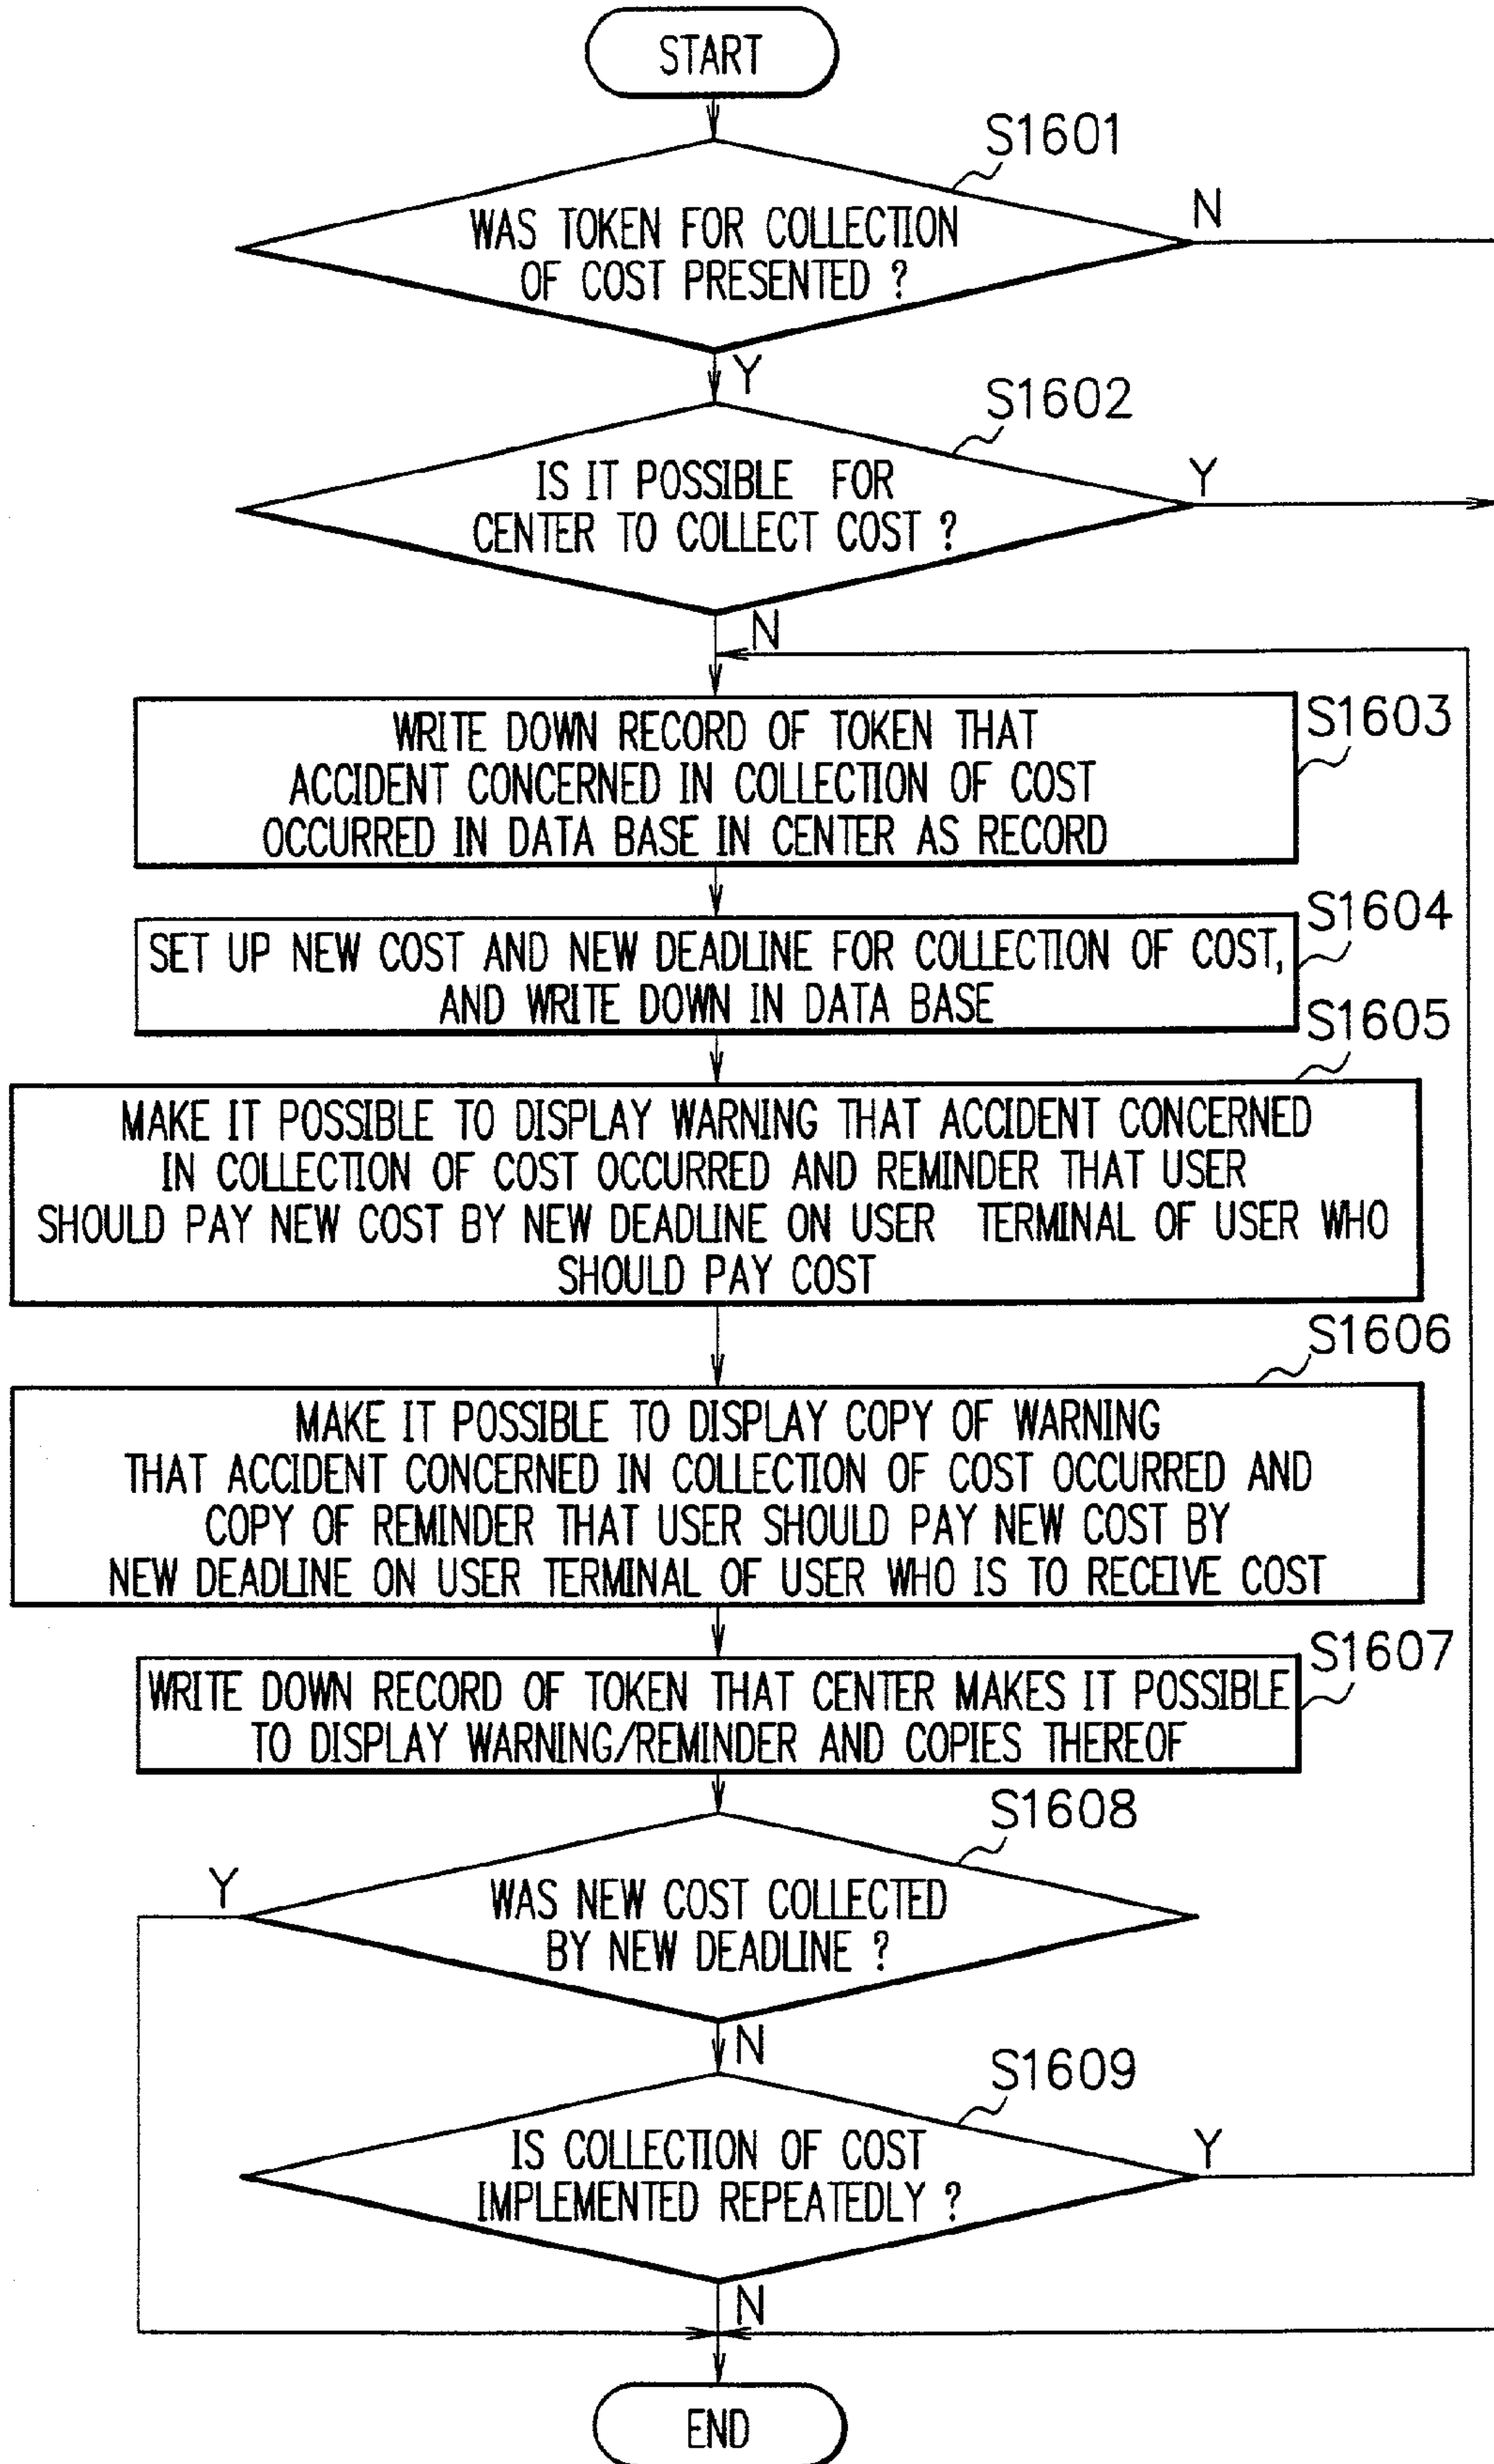 START
S1601
WAS TOKEN FOR COLLECTION
OF COST PRESENTED ?
N
Y
S1602
IS IT POSSIBLE FOR
CENTER TO COLLECT COST ?
Y
N
S1603
WRITE DOWN RECORD OF TOKEN THAT
ACCIDENT CONCERNED IN COLLECTION OF COST
OCCURRED IN DATA BASE IN CENTER AS RECORD
S1604
SET UP NEW COST AND NEW DEADLINE FOR COLLECTION OF COST,
AND WRITE DOWN IN DATA BASE
S1605
MAKE IT POSSIBLE TO DISPLAY WARNING THAT ACCIDENT CONCERNED
IN COLLECTION OF COST OCCURRED AND REMINDER THAT USER
SHOULD PAY NEW COST BY NEW DEADLINE ON USER TERMINAL OF USER WHO
SHOULD PAY COST
S1606
MAKE IT POSSIBLE TO DISPLAY COPY OF WARNING
THAT ACCIDENT CONCERNED IN COLLECTION OF COST OCCURRED AND
COPY OF REMINDER THAT USER SHOULD PAY NEW COST BY
NEW DEADLINE ON USER TERMINAL OF USER WHO IS TO RECEIVE COST
S1607
WRITE DOWN RECORD OF TOKEN THAT CENTER MAKES IT POSSIBLE
TO DISPLAY WARNING/REMINDER AND COPIES THEREOF
S1608
Y
WAS NEW COST COLLECTED
BY NEW DEADLINE ?
N
S1609
IS COLLECTION OF COST
IMPLEMENTED REPEATEDLY ?
Y
N
END